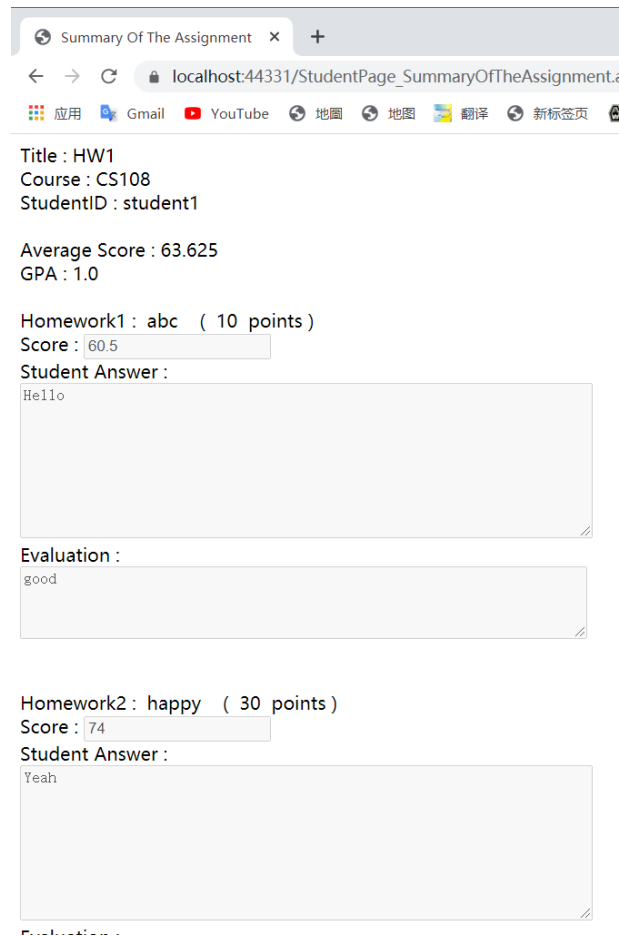 Summary Of The Assignment
localhost:44331/StudentPage_SummaryOfTheAssignment.a
应用 Gmail YouTube 地圖 地图 翻译 新标签页
Title : HW1
Course : CS108
StudentID : student1
Average Score : 63.625
GPA : 1.0
Homework1 : abc ( 10 points )
Score : 60.5
Student Answer :
Hello
Evaluation :
good
Homework2 : happy ( 30 points )
Score : 74
Student Answer :
Yeah
Evaluation :